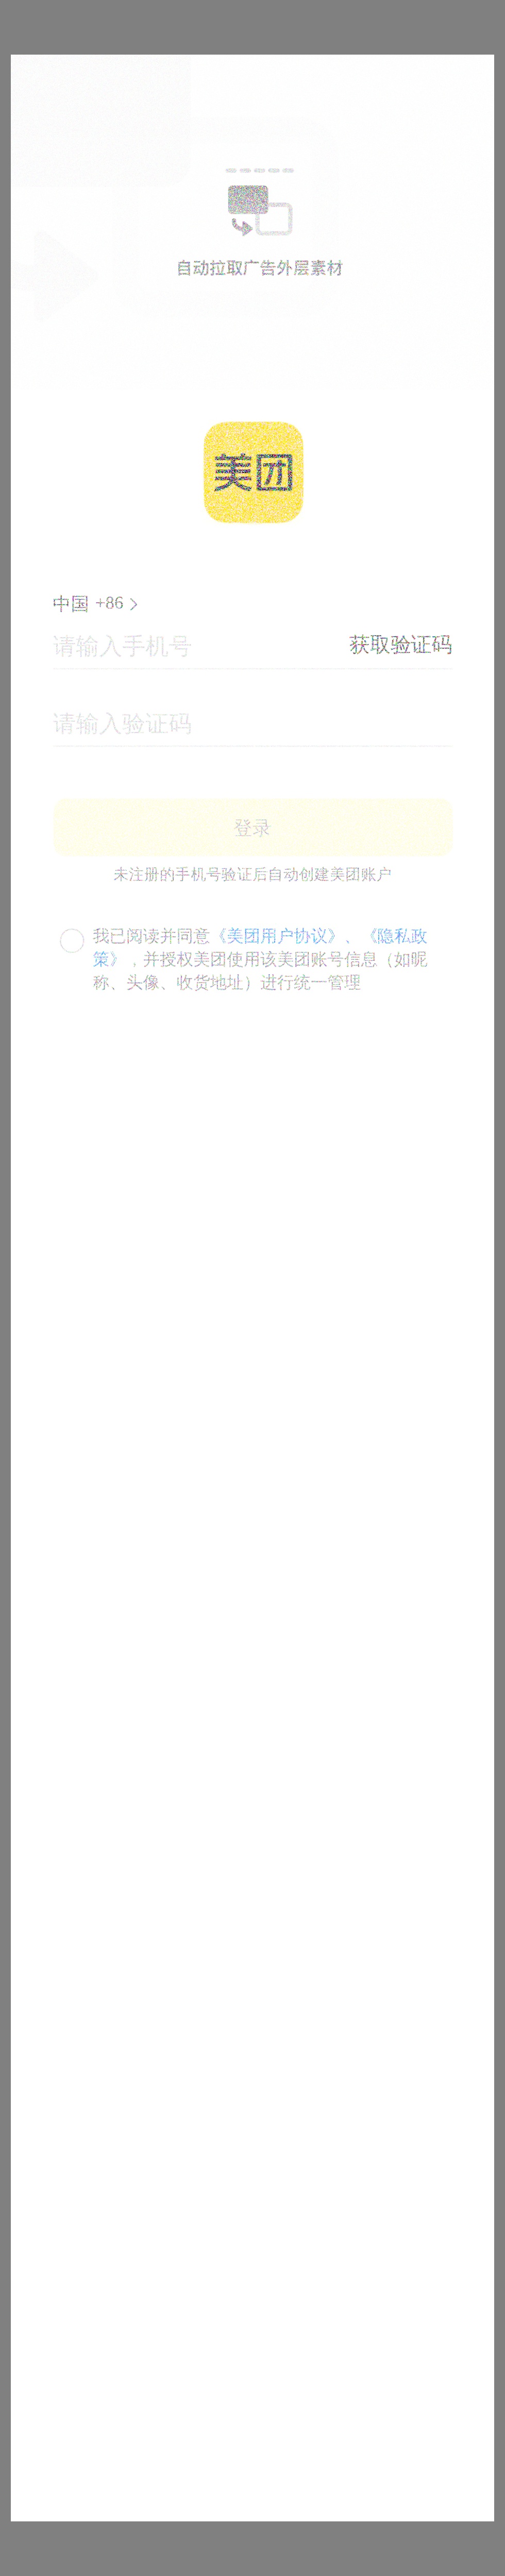 自动拉取广告外层素材
美团
中国 +86
请输入手机号 获取验证码
请输入验证码
登录
未注册的手机号验证后自动创建美团账户
我已阅读并同意《美团用户协议》、《隐私政
策》，并授权美团使用该美团账号信息（如昵
称、头像、收货地址）进行统一管理